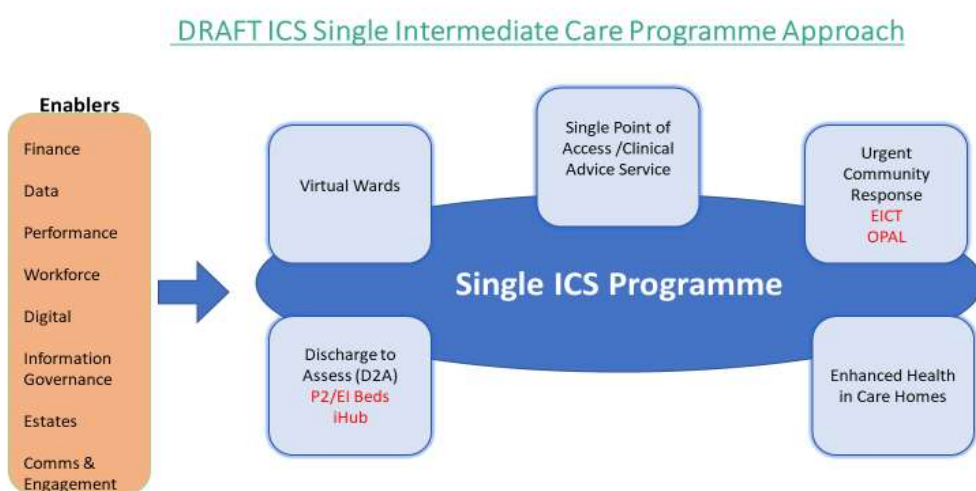 DRAFT ICS Single Intermediate Care Programme Approach
Enablers
Finance
Data
Performance
Workforce
Digital
Information
Governance
Estates
Comms &
Engagement
Virtual Wards
Single Point of
Access /Clinical
Advice Service
Urgent
Community
Response
EICT
OPAL
Single ICS Programme
Discharge to
Assess (D2A)
P2/EI Beds
iHub
Enhanced Health
in Care Homes